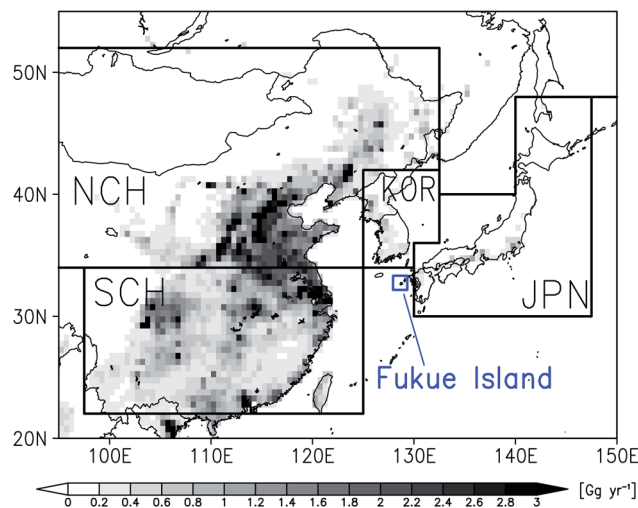 50N
40N
30N
20N
NCH
KOR
SCH
JPN
Fukue Island
100E 110E 120E 130E 140E 150E
0 0.2 0.4 0.6 0.8 1 1.2 1.4 1.6 1.8 2 2.2 2.4 2.6 2.8 3 [Gg yr⁻¹]